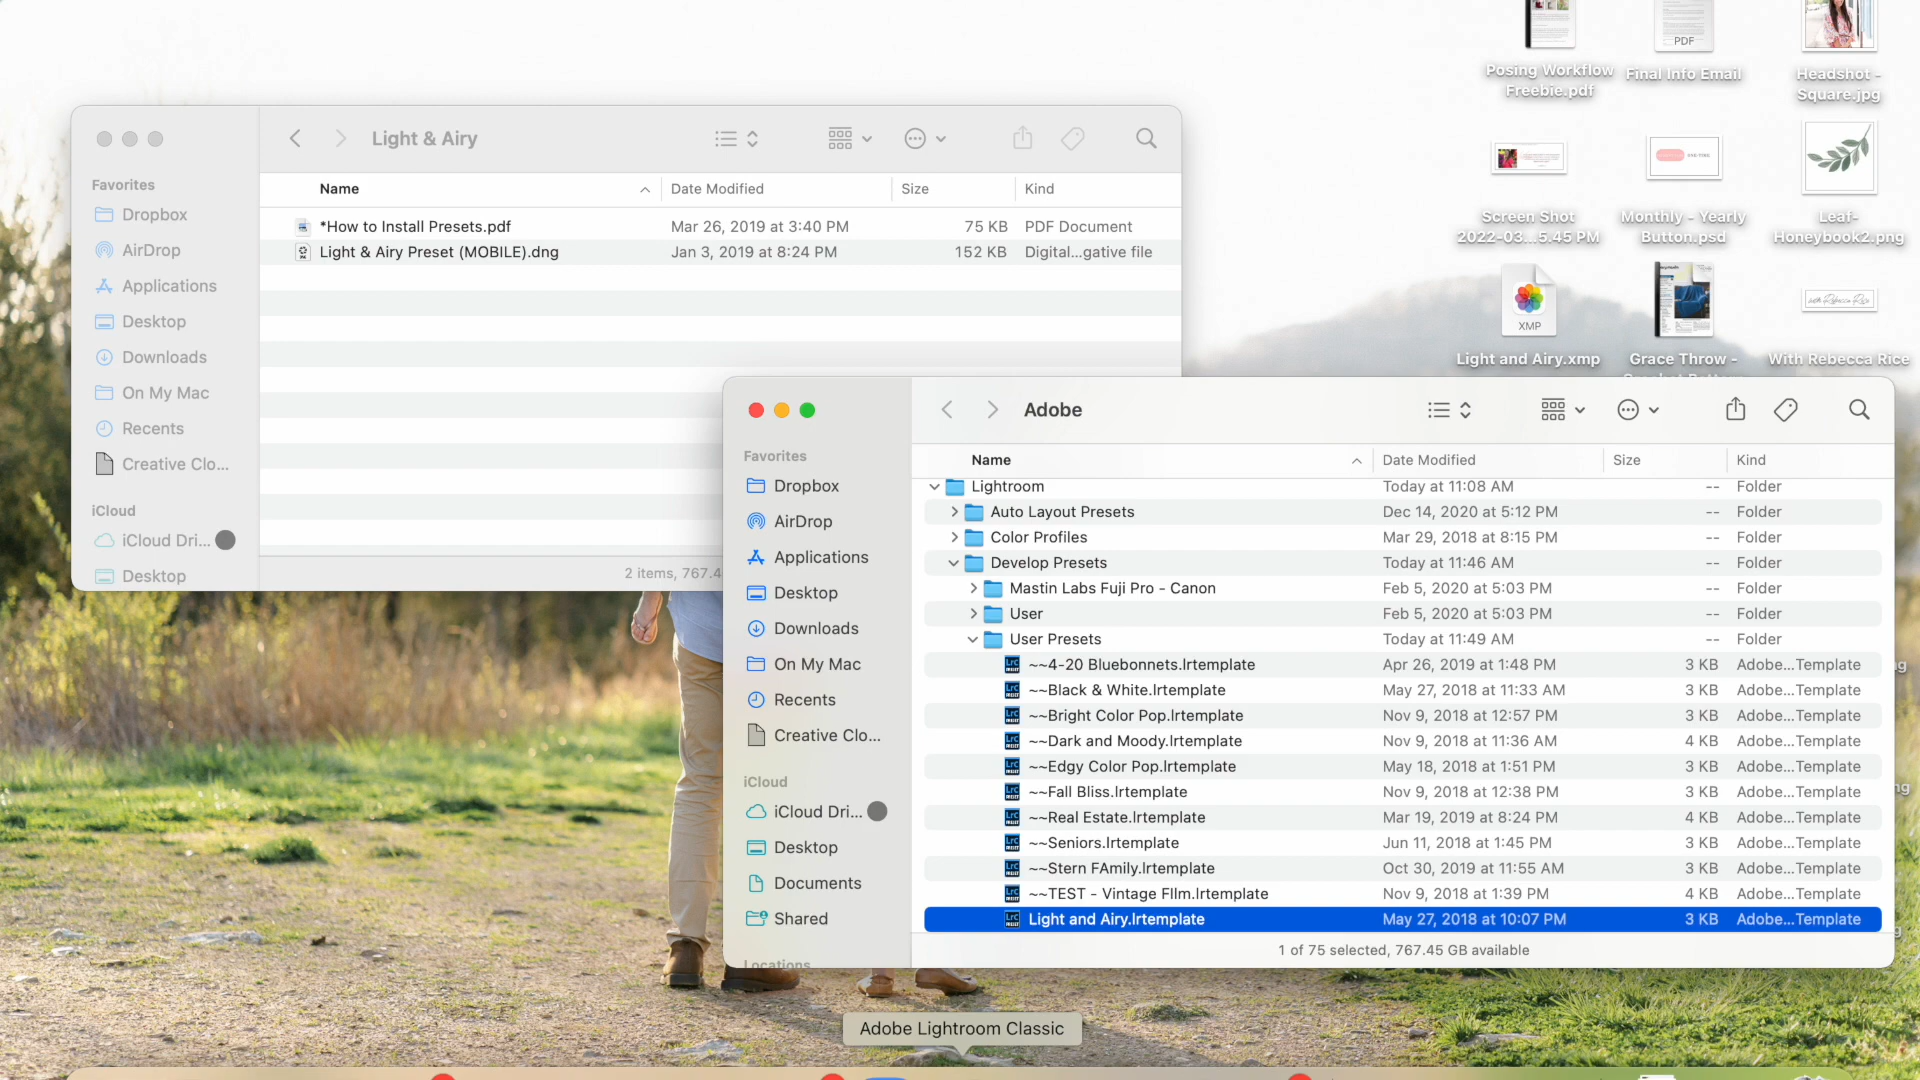 Posing Workflow
Freebie.pdf
PDF
Final Info Email
Headshot -
Square.jpg
Screen Shot
2022-03...5.45 PM
Monthly - Yearly
Button.psd
Leaf-
Honeybook2.png
XMP
Light and Airy.xmp
Grace Throw -
With Rebecca Rice
Light & Airy
Favorites
Dropbox
AirDrop
Applications
Desktop
Downloads
On My Mac
Recents
Creative Clo...
iCloud
iCloud Dri...
Desktop
Name Date Modified Size Kind
*How to Install Presets.pdf Mar 26, 2019 at 3:40 PM 75 KB PDF Document
Light & Airy Preset (MOBILE).dng Jan 3, 2019 at 8:24 PM 152 KB Digital...gative file
2 items, 767.4
Adobe
Favorites
Dropbox
AirDrop
Applications
Desktop
Downloads
On My Mac
Recents
Creative Clo...
iCloud
iCloud Dri...
Desktop
Documents
Shared
Locations
Name Date Modified Size Kind
Lightroom Today at 11:08 AM -- Folder
Auto Layout Presets Dec 14, 2020 at 5:12 PM -- Folder
Color Profiles Mar 29, 2018 at 8:15 PM -- Folder
Develop Presets Today at 11:46 AM -- Folder
Mastin Labs Fuji Pro - Canon Feb 5, 2020 at 5:03 PM -- Folder
User Feb 5, 2020 at 5:03 PM -- Folder
User Presets Today at 11:49 AM -- Folder
~~4-20 Bluebonnets.lrtemplate Apr 26, 2019 at 1:48 PM 3 KB Adobe...Template
~~Black & White.lrtemplate May 27, 2018 at 11:33 AM 3 KB Adobe...Template
~~Bright Color Pop.lrtemplate Nov 9, 2018 at 12:57 PM 3 KB Adobe...Template
~~Dark and Moody.lrtemplate Nov 9, 2018 at 11:36 AM 4 KB Adobe...Template
~~Edgy Color Pop.lrtemplate May 18, 2018 at 1:51 PM 3 KB Adobe...Template
~~Fall Bliss.lrtemplate Nov 9, 2018 at 12:38 PM 3 KB Adobe...Template
~~Real Estate.lrtemplate Mar 19, 2019 at 8:24 PM 4 KB Adobe...Template
~~Seniors.lrtemplate Jun 11, 2018 at 1:45 PM 3 KB Adobe...Template
~~Stern FAmily.lrtemplate Oct 30, 2019 at 11:55 AM 3 KB Adobe...Template
~~TEST - Vintage FIlm.lrtemplate Nov 9, 2018 at 1:39 PM 4 KB Adobe...Template
Light and Airy.lrtemplate May 27, 2018 at 10:07 PM 3 KB Adobe...Template
1 of 75 selected, 767.45 GB available
Adobe Lightroom Classic